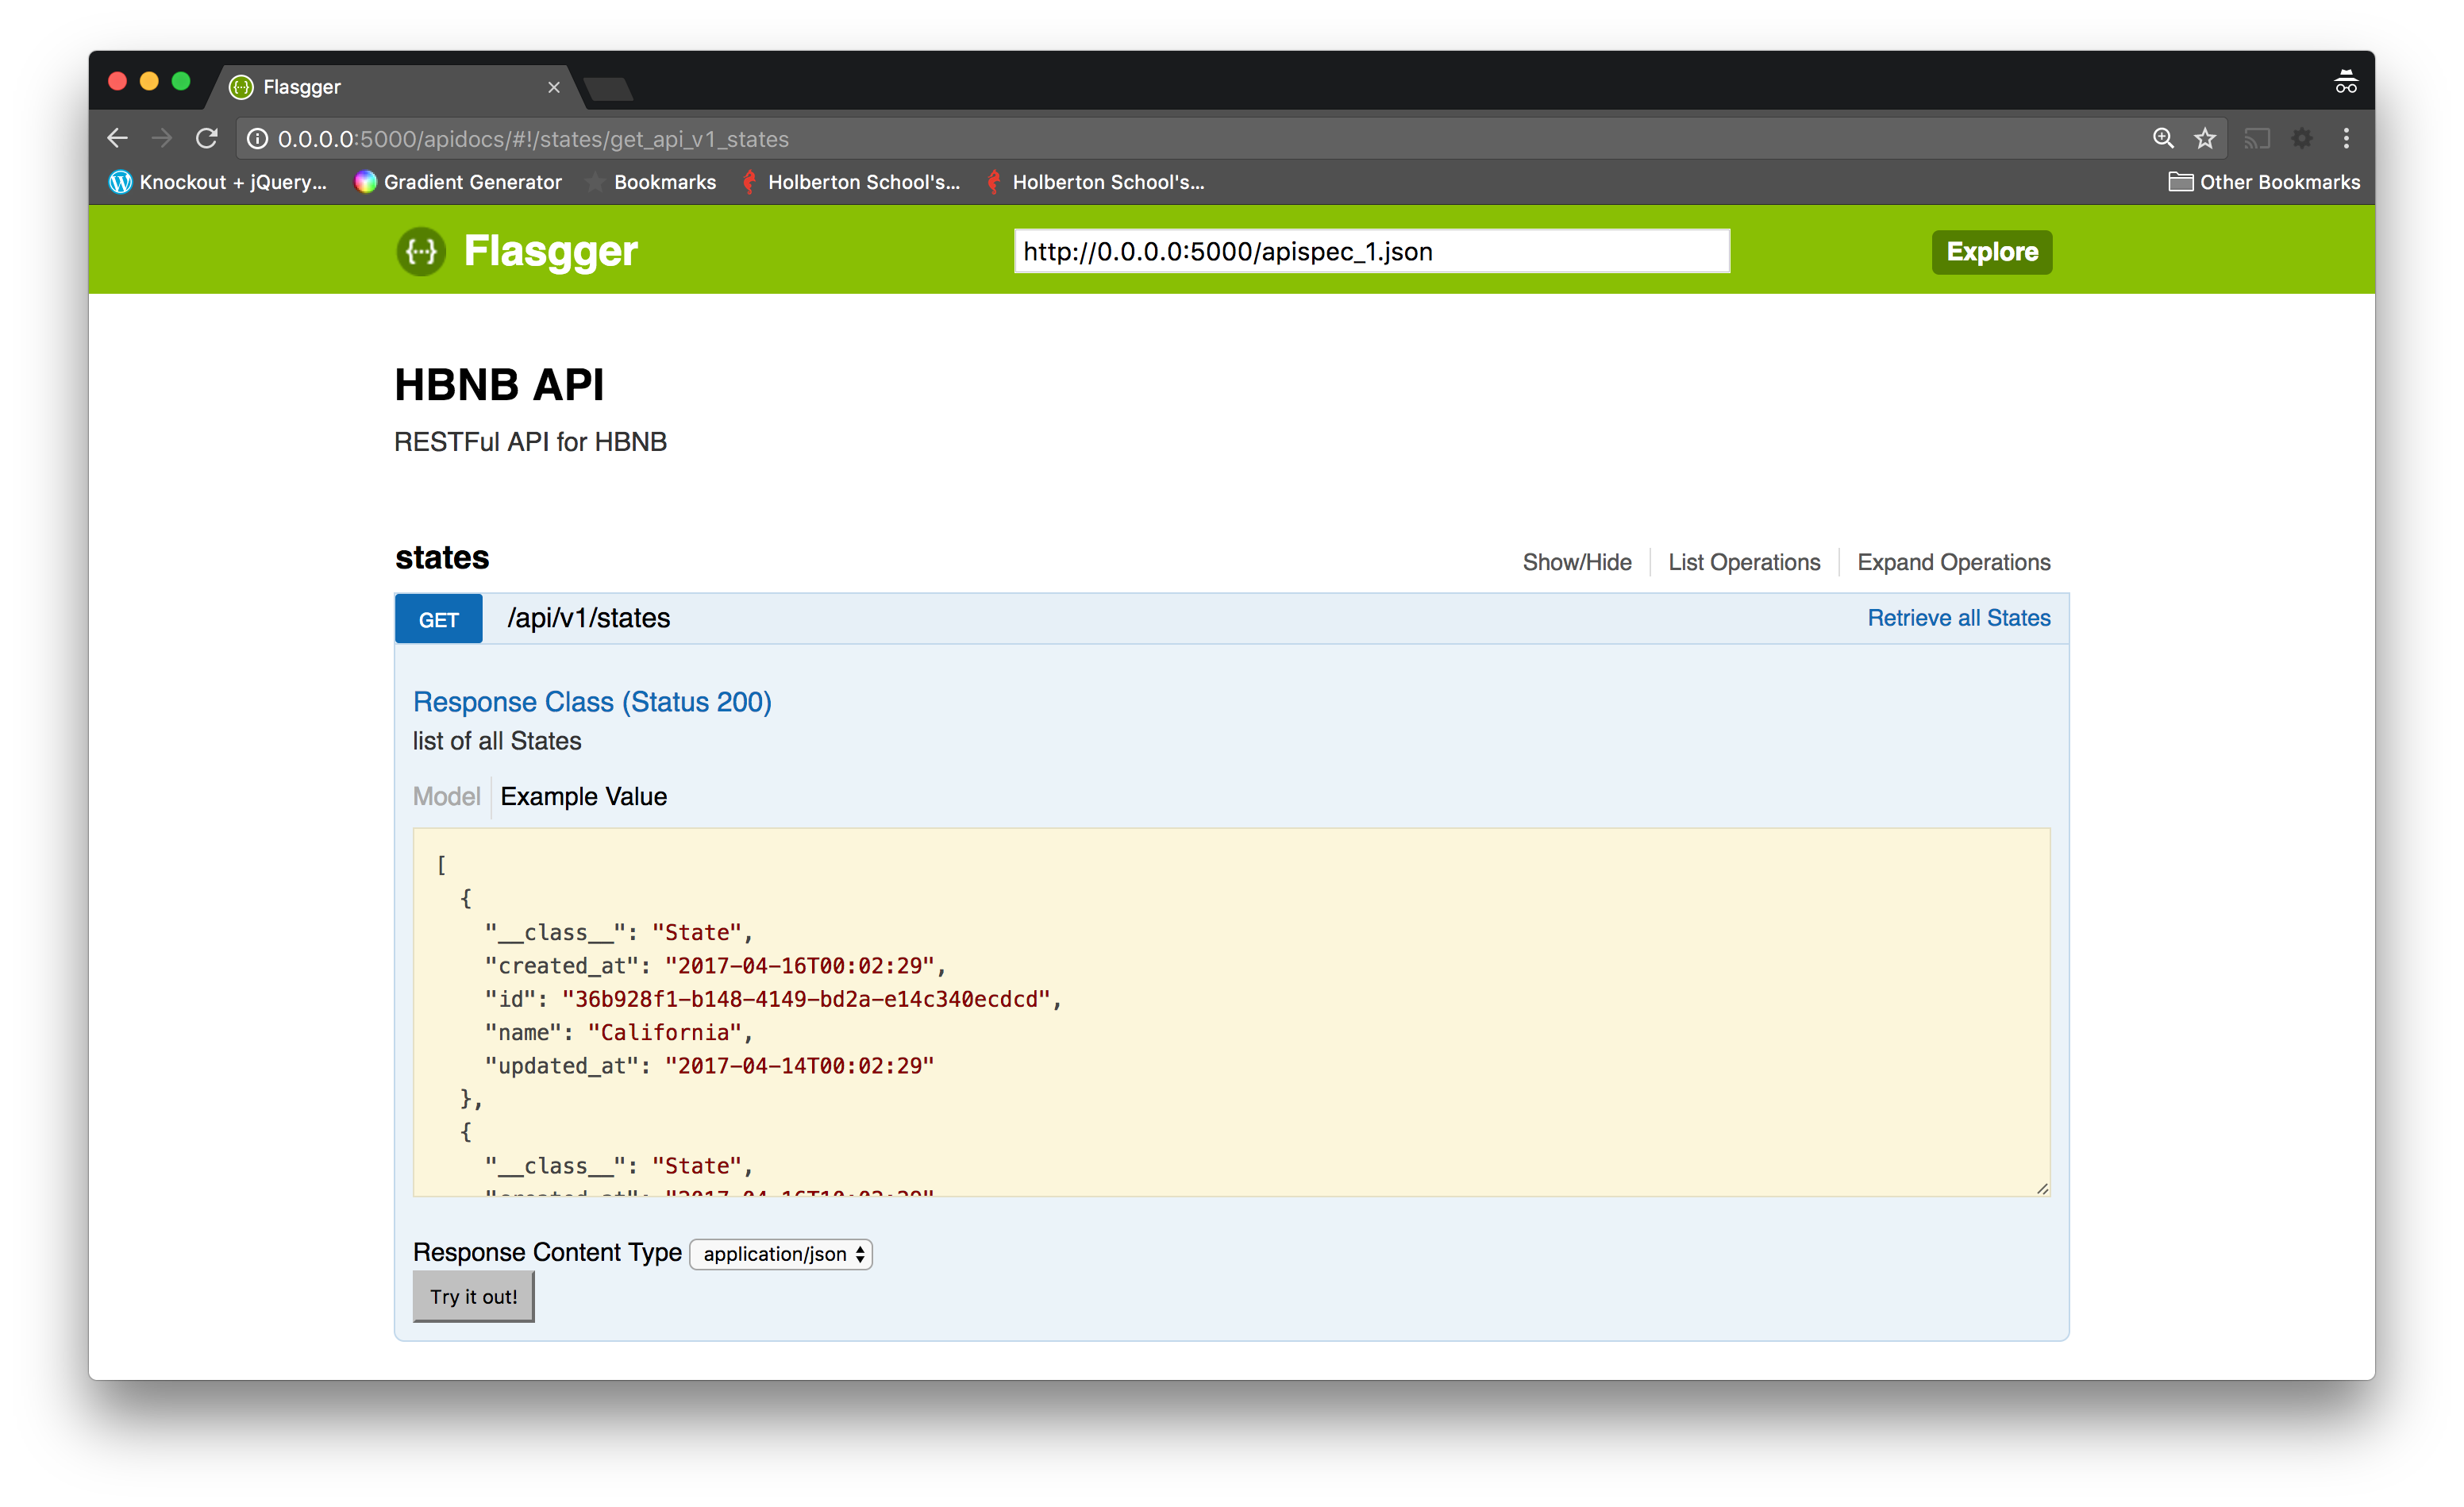 Flasgger
0.0.0.0:5000/apidocs/#!/states/get_api_v1_states
Knockout + jQuery... Gradient Generator Bookmarks Holberton School's... Holberton School's... Other Bookmarks
{···} Flasgger http://0.0.0.0:5000/apispec_1.json Explore
HBNB API
RESTFul API for HBNB
states Show/Hide List Operations Expand Operations
GET /api/v1/states Retrieve all States
Response Class (Status 200)
list of all States
Model Example Value
[
{
"__class__": "State",
"created_at": "2017-04-16T00:02:29",
"id": "36b928f1-b148-4149-bd2a-e14c340ecdcd",
"name": "California",
"updated_at": "2017-04-14T00:02:29"
},
{
"__class__": "State",
Response Content Type application/json
Try it out!